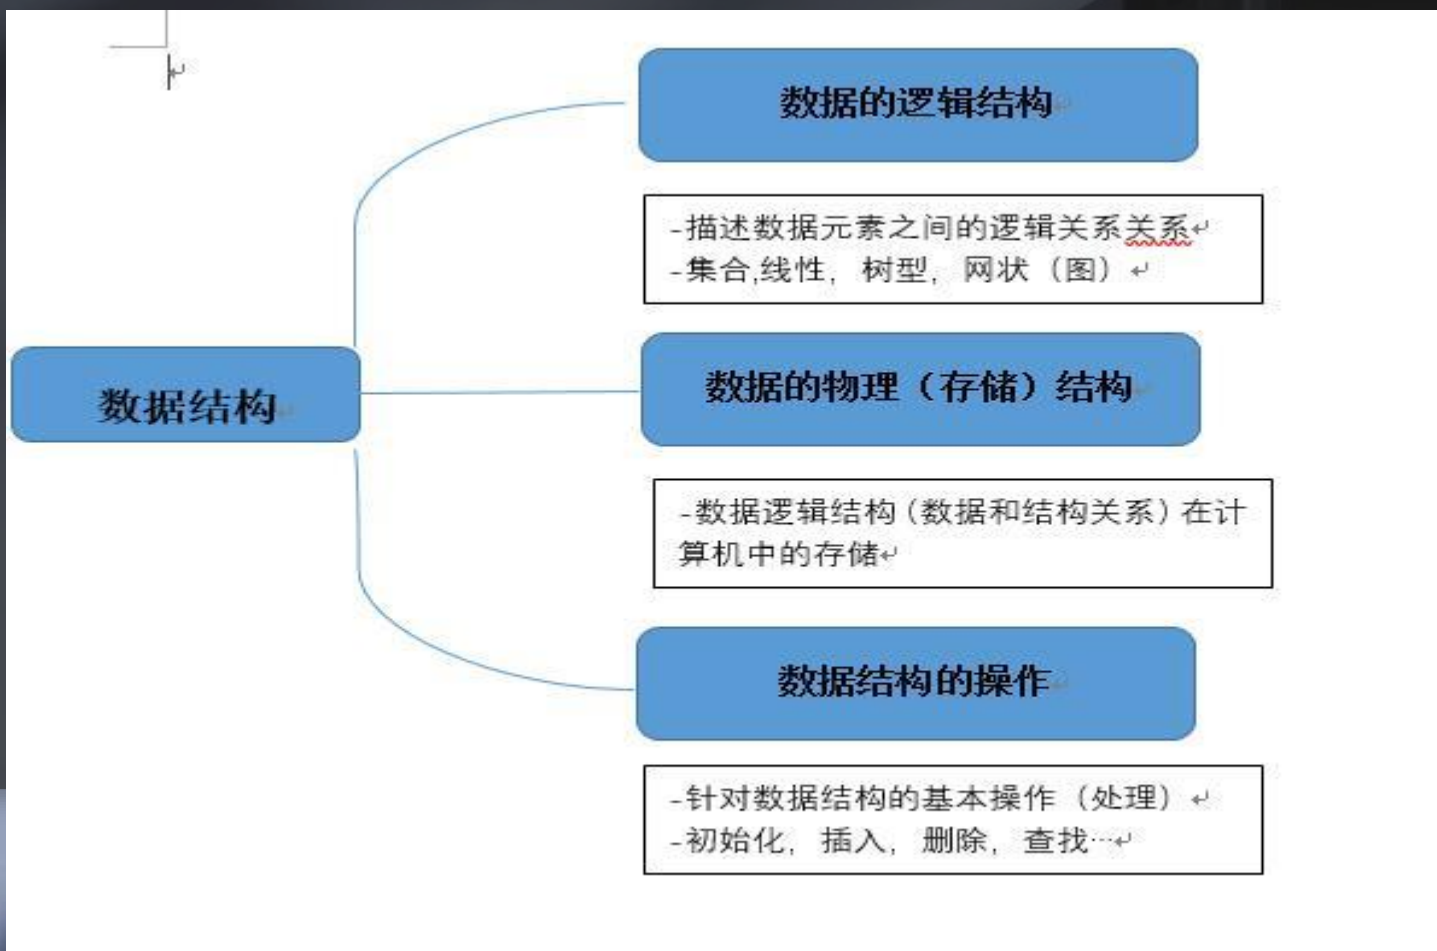 数据的逻辑结构
-描述数据元素之间的逻辑关系关系
-集合,线性，树型，网状（图）
数据结构
数据的物理（存储）结构
-数据逻辑结构（数据和结构关系）在计
算机中的存储
数据结构的操作
-针对数据结构的基本操作（处理）
-初始化，插入，删除，查找…